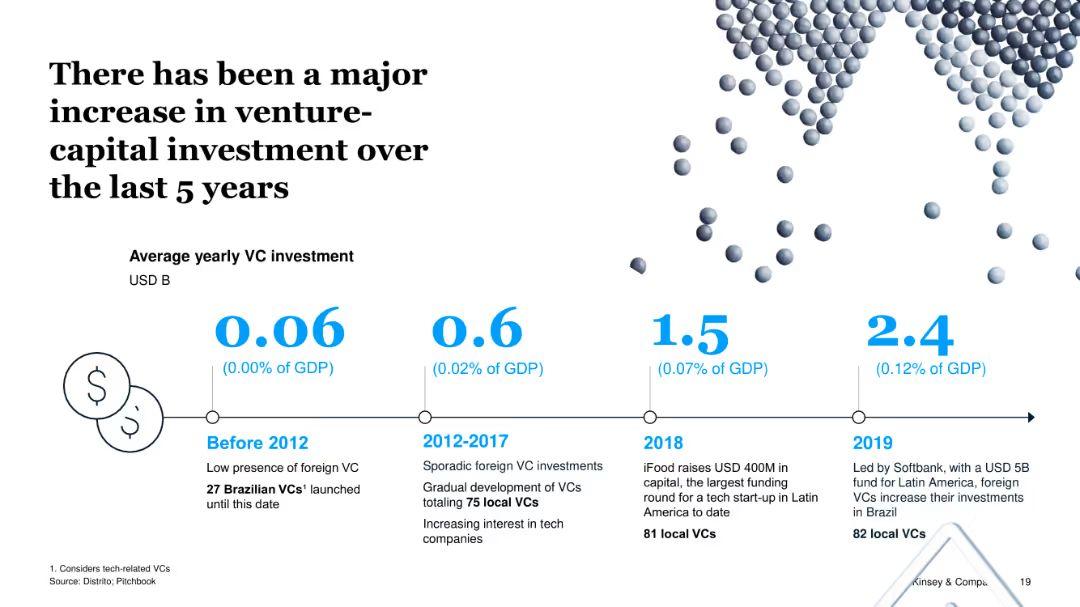 There has been a major
increase in venture-
capital investment over
the last 5 years
Average yearly VC investment
USD B
0.06
(0.00% of GDP)
0.6
(0.02% of GDP)
1.5
(0.07% of GDP)
2.4
(0.12% of GDP)
$
$
Before 2012
Low presence of foreign VC
27 Brazilian VCs¹ launched
until this date
2012-2017
Sporadic foreign VC investments
Gradual development of VCs
totaling 75 local VCs
Increasing interest in tech
companies
2018
iFood raises USD 400M in
capital, the largest funding
round for a tech start-up in Latin
America to date
81 local VCs
2019
Led by Softbank, with a USD 5B
fund for Latin America, foreign
VCs increase their investments
in Brazil
82 local VCs
1. Considers tech-related VCs
Source: Distrito; Pitchbook
Kinsey &
19